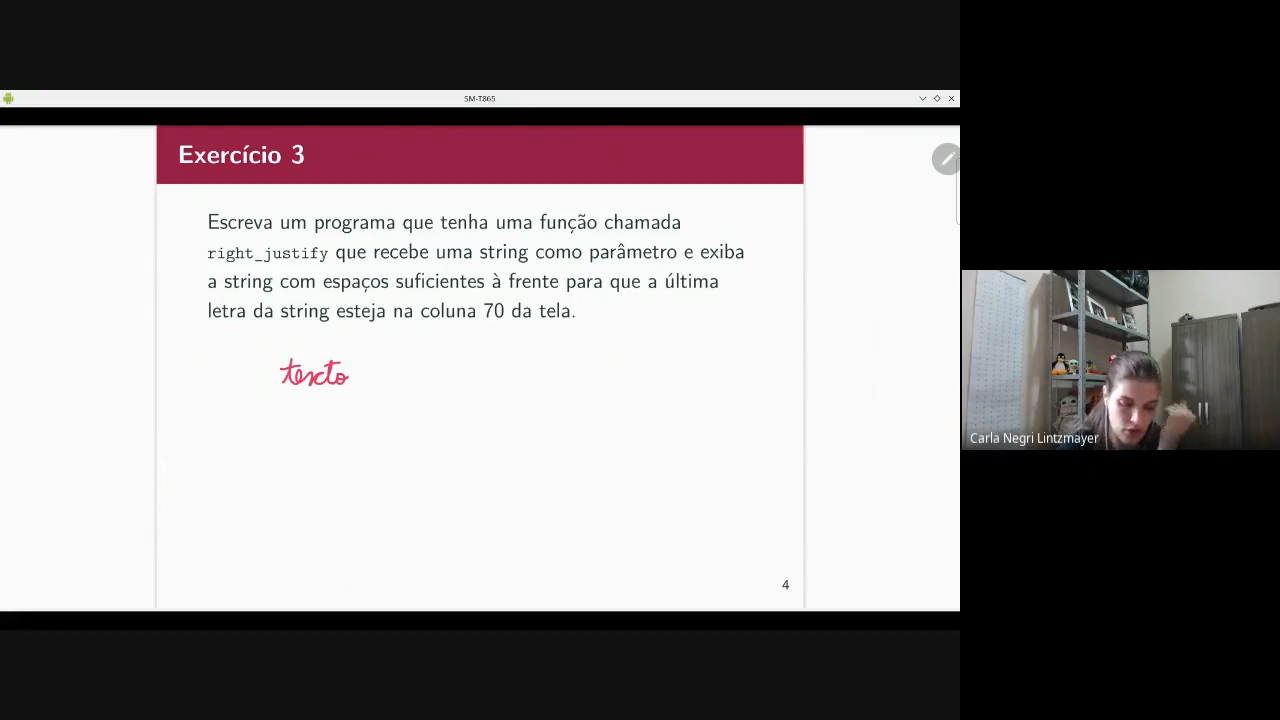 SM-T865
Exercício 3
Escreva um programa que tenha uma função chamada
right_justify que recebe uma string como parâmetro e exiba
a string com espaços suficientes à frente para que a última
letra da string esteja na coluna 70 da tela.
texto
4
Carla Negri Lintzmayer